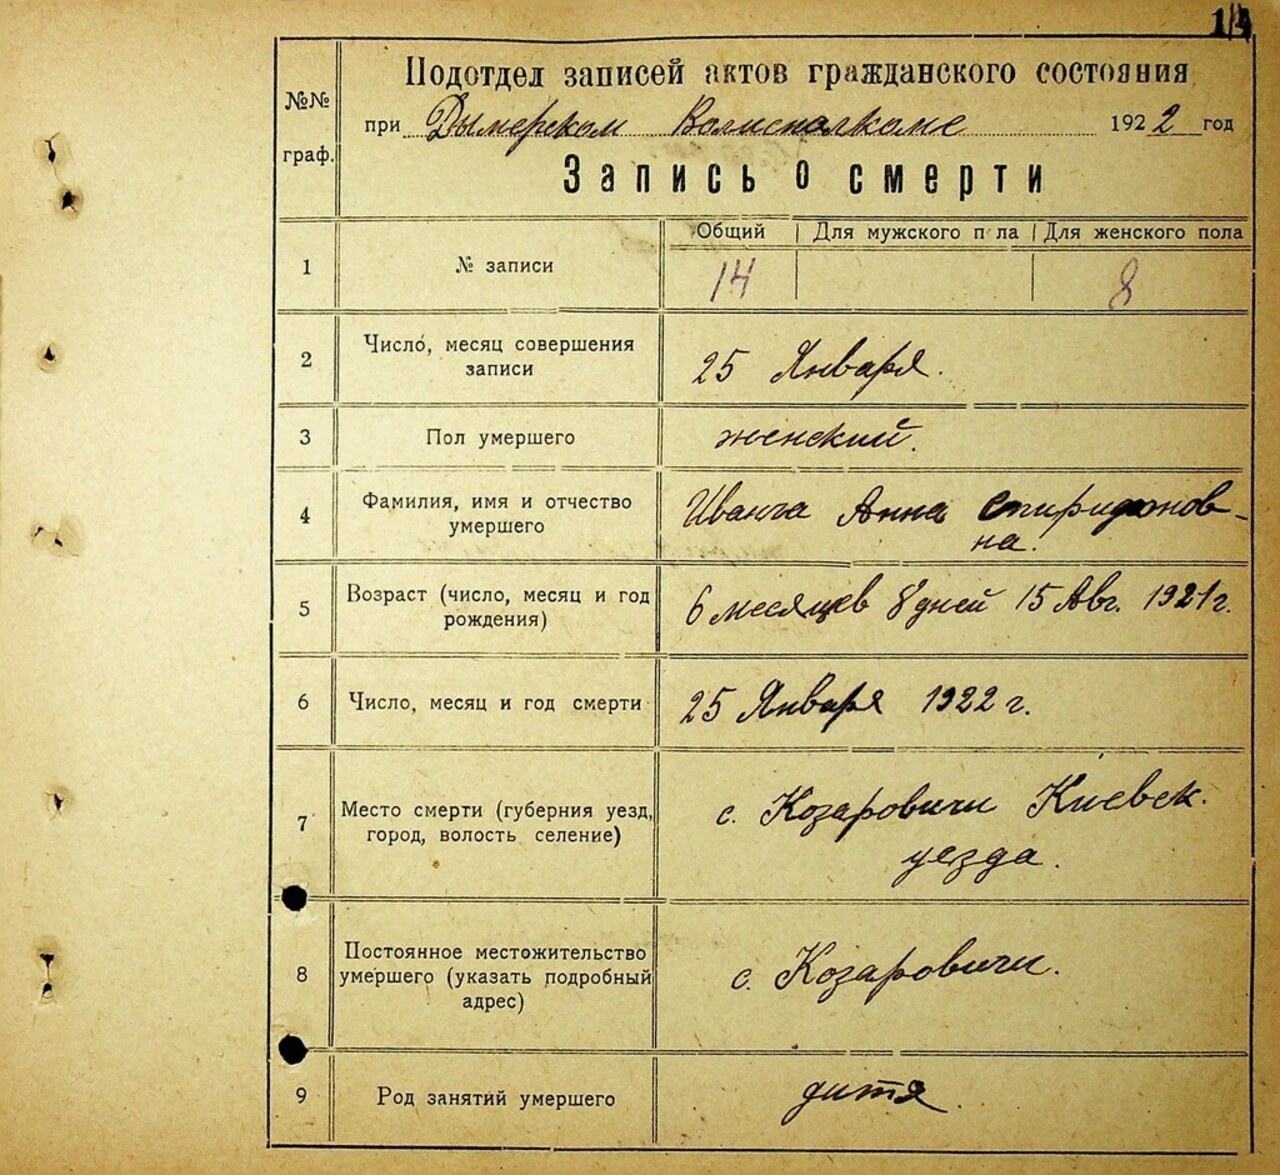 14
Подотдел записей актов гражданского состояния
№№ граф.
при Дымерском Волисполкоме 1922 год
Запись о смерти
Общий Для мужского п ла Для женского пола
1 № записи 14 8
2 Число, месяц совершения записи 25 Января.
3 Пол умершего женский.
4 Фамилия, имя и отчество умершего Иванча Анна Спиридонов-
на.
5 Возраст (число, месяц и год рождения) 6 месяцев 8 дней 15 Авг. 1921 г.
6 Число, месяц и год смерти 25 Января 1922 г.
7 Место смерти (губерния уезд, город, волость селение) с. Козаровичи Киевск.
уезда.
8 Постоянное местожительство умершего (указать подробный адрес) с. Козаровичи.
9 Род занятий умершего дитя.